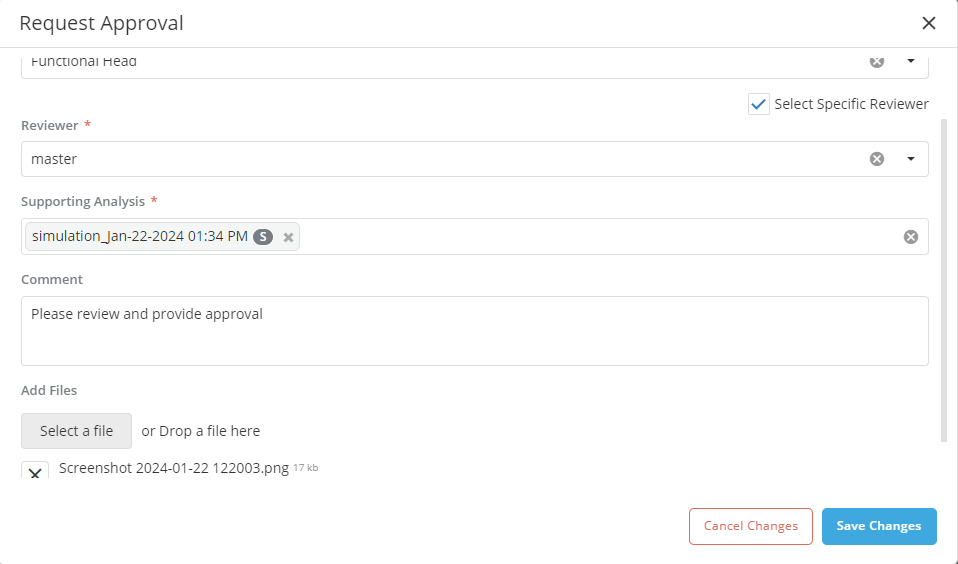 Request Approval
Functional Head
Select Specific Reviewer
Reviewer *
master
Supporting Analysis *
simulation_Jan-22-2024 01:34 PM S
Comment
Please review and provide approval
Add Files
Select a file or Drop a file here
Screenshot 2024-01-22 122003.png 17 kb
Cancel Changes Save Changes